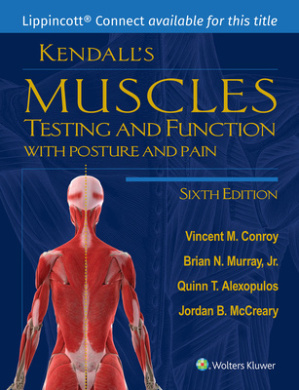 Lippincott® Connect available for this title
KENDALL'S
MUSCLES
TESTING AND FUNCTION
WITH POSTURE AND PAIN
SIXTH EDITION
Vincent M. Conroy
Brian N. Murray, Jr.
Quinn T. Alexopulos
Jordan B. McCreary
Wolters Kluwer